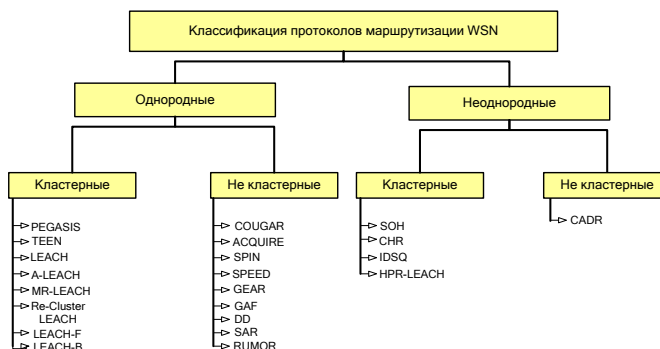 Классификация протоколов маршрутизации WSN
Однородные
Неоднородные
Кластерные
Не кластерные
Кластерные
Не кластерные
PEGASIS
TEEN
LEACH
A-LEACH
MR-LEACH
Re-Cluster
LEACH
LEACH-F
LEACH-B
COUGAR
ACQUIRE
SPIN
SPEED
GEAR
GAF
DD
SAR
RUMOR
SOH
CHR
IDSQ
HPR-LEACH
CADR